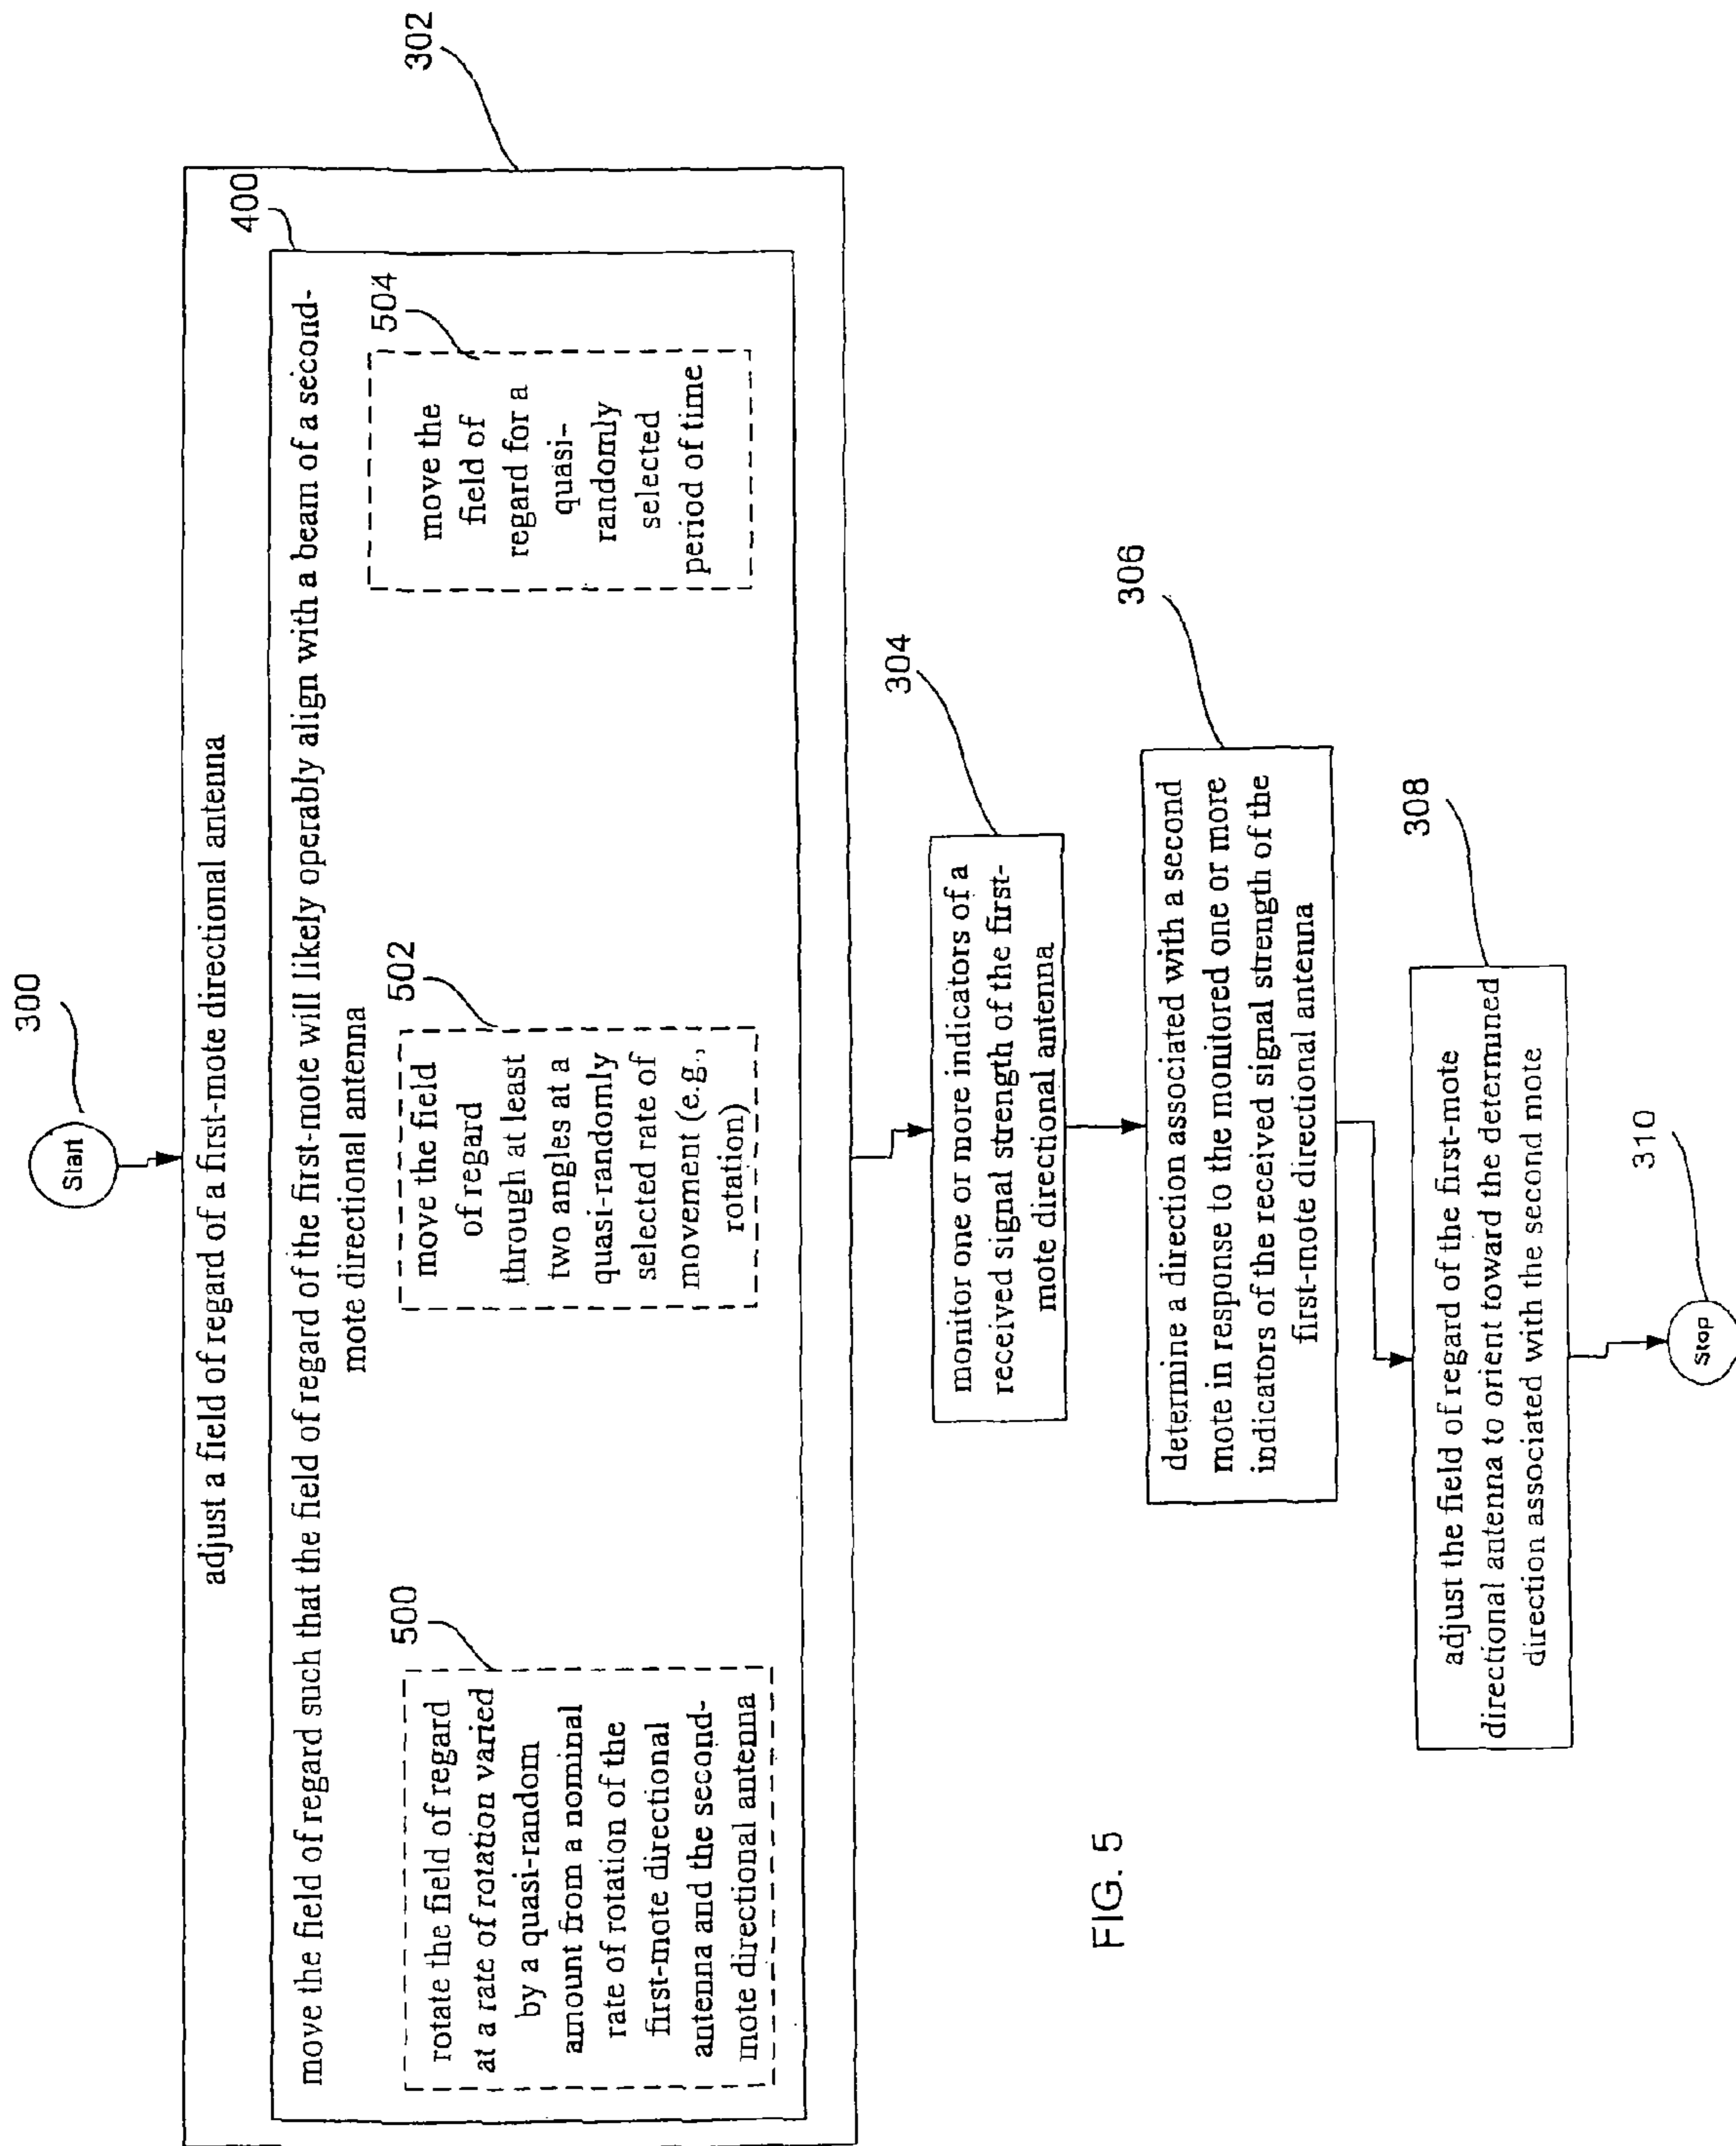 300
Start
302
adjust a field of regard of a first-mote directional antenna
400
move the field of regard such that the field of regard of the first-mote will likely operably align with a beam of a second-
mote directional antenna
500
rotate the field of regard
at a rate of rotation varied
by a quasi-random
amount from a nominal
rate of rotation of the
first-mote directional
antenna and the second-
mote directional antenna
502
move the field
of regard
through at least
two angles at a
quasi-randomly
selected rate of
movement (e.g.,
rotation)
504
move the
field of
regard for a
quasi-
randomly
selected
period of time
304
monitor one or more indicators of a
received signal strength of the first-
mote directional antenna
306
determine a direction associated with a second
mote in response to the monitored one or more
indicators of the received signal strength of the
first-mote directional antenna
308
adjust the field of regard of the first-mote
directional antenna to orient toward the determined
direction associated with the second mote
310
Stop
FIG. 5